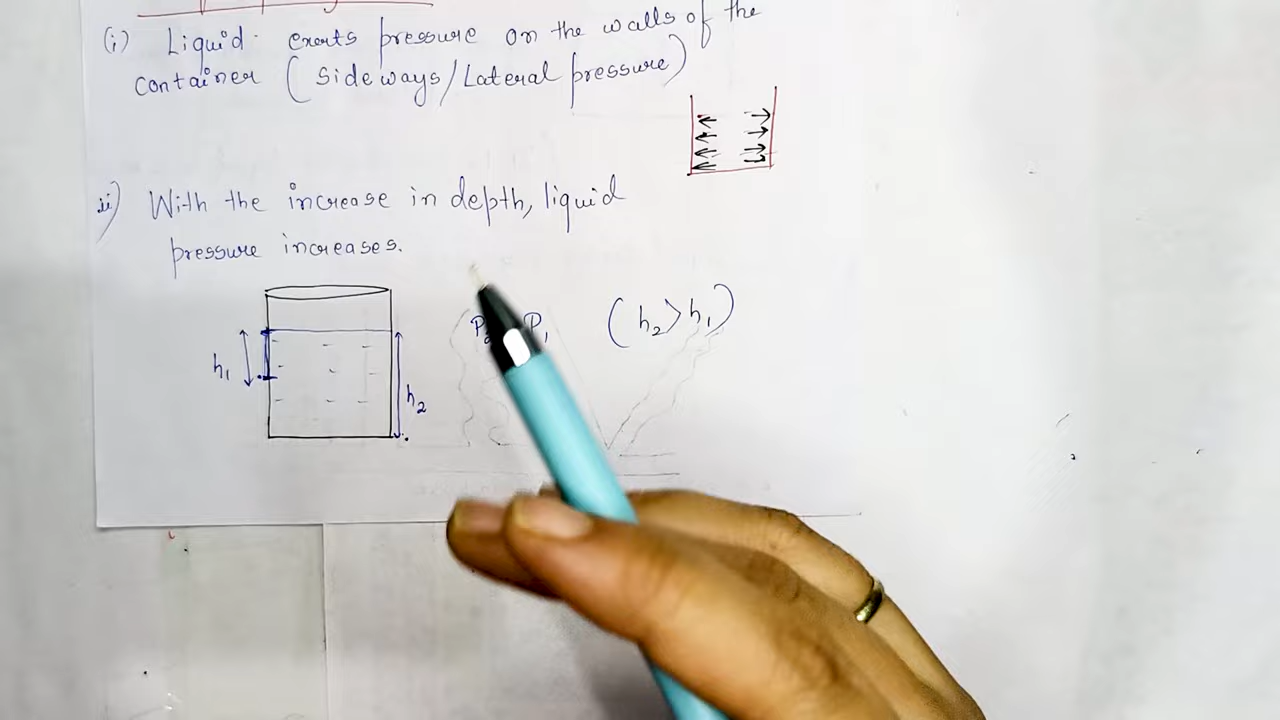 (i) Liquid exerts pressure on the walls of the
container (Sideways/Lateral pressure)
ii) With the increase in depth, liquid
pressure increases.
P₁ (h₂>h₁)
h₁
h₂